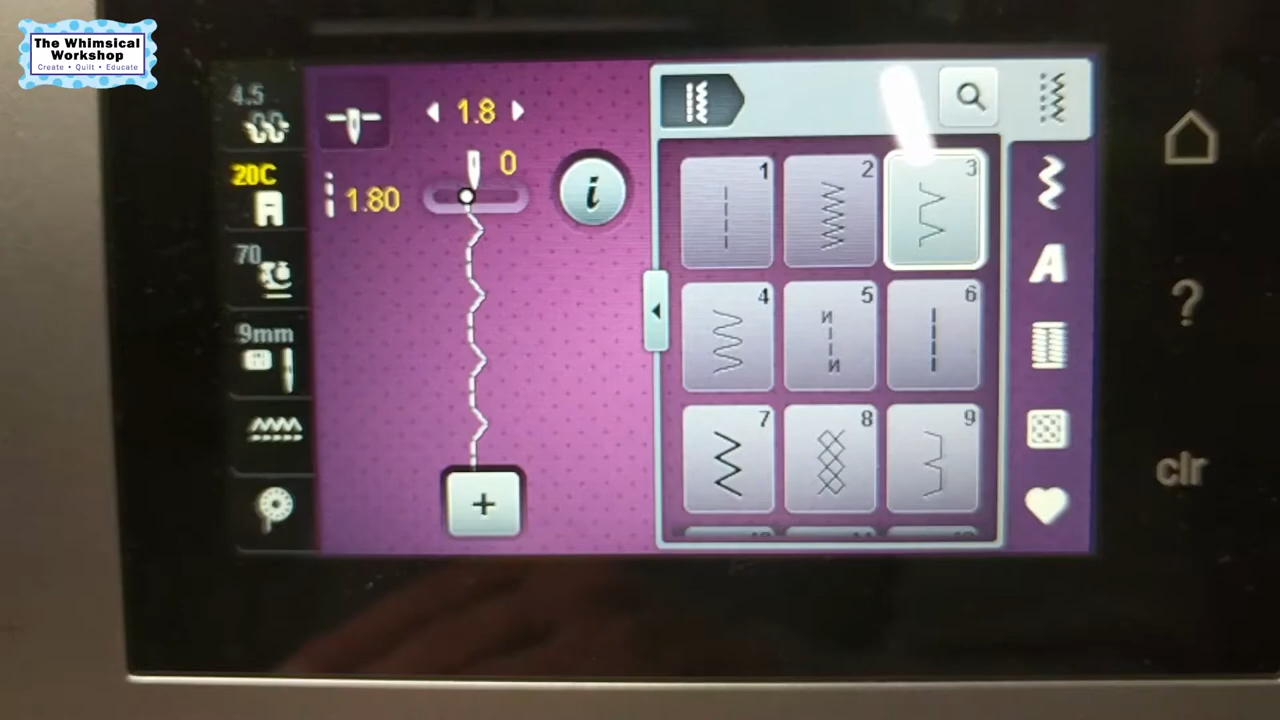 The Whimsical
Workshop
Create • Quilt • Educate
4.5
20C
70
9mm
1.8
0
1.80
i
+
1
2
3
4
5
6
7
8
9
A
?
clr